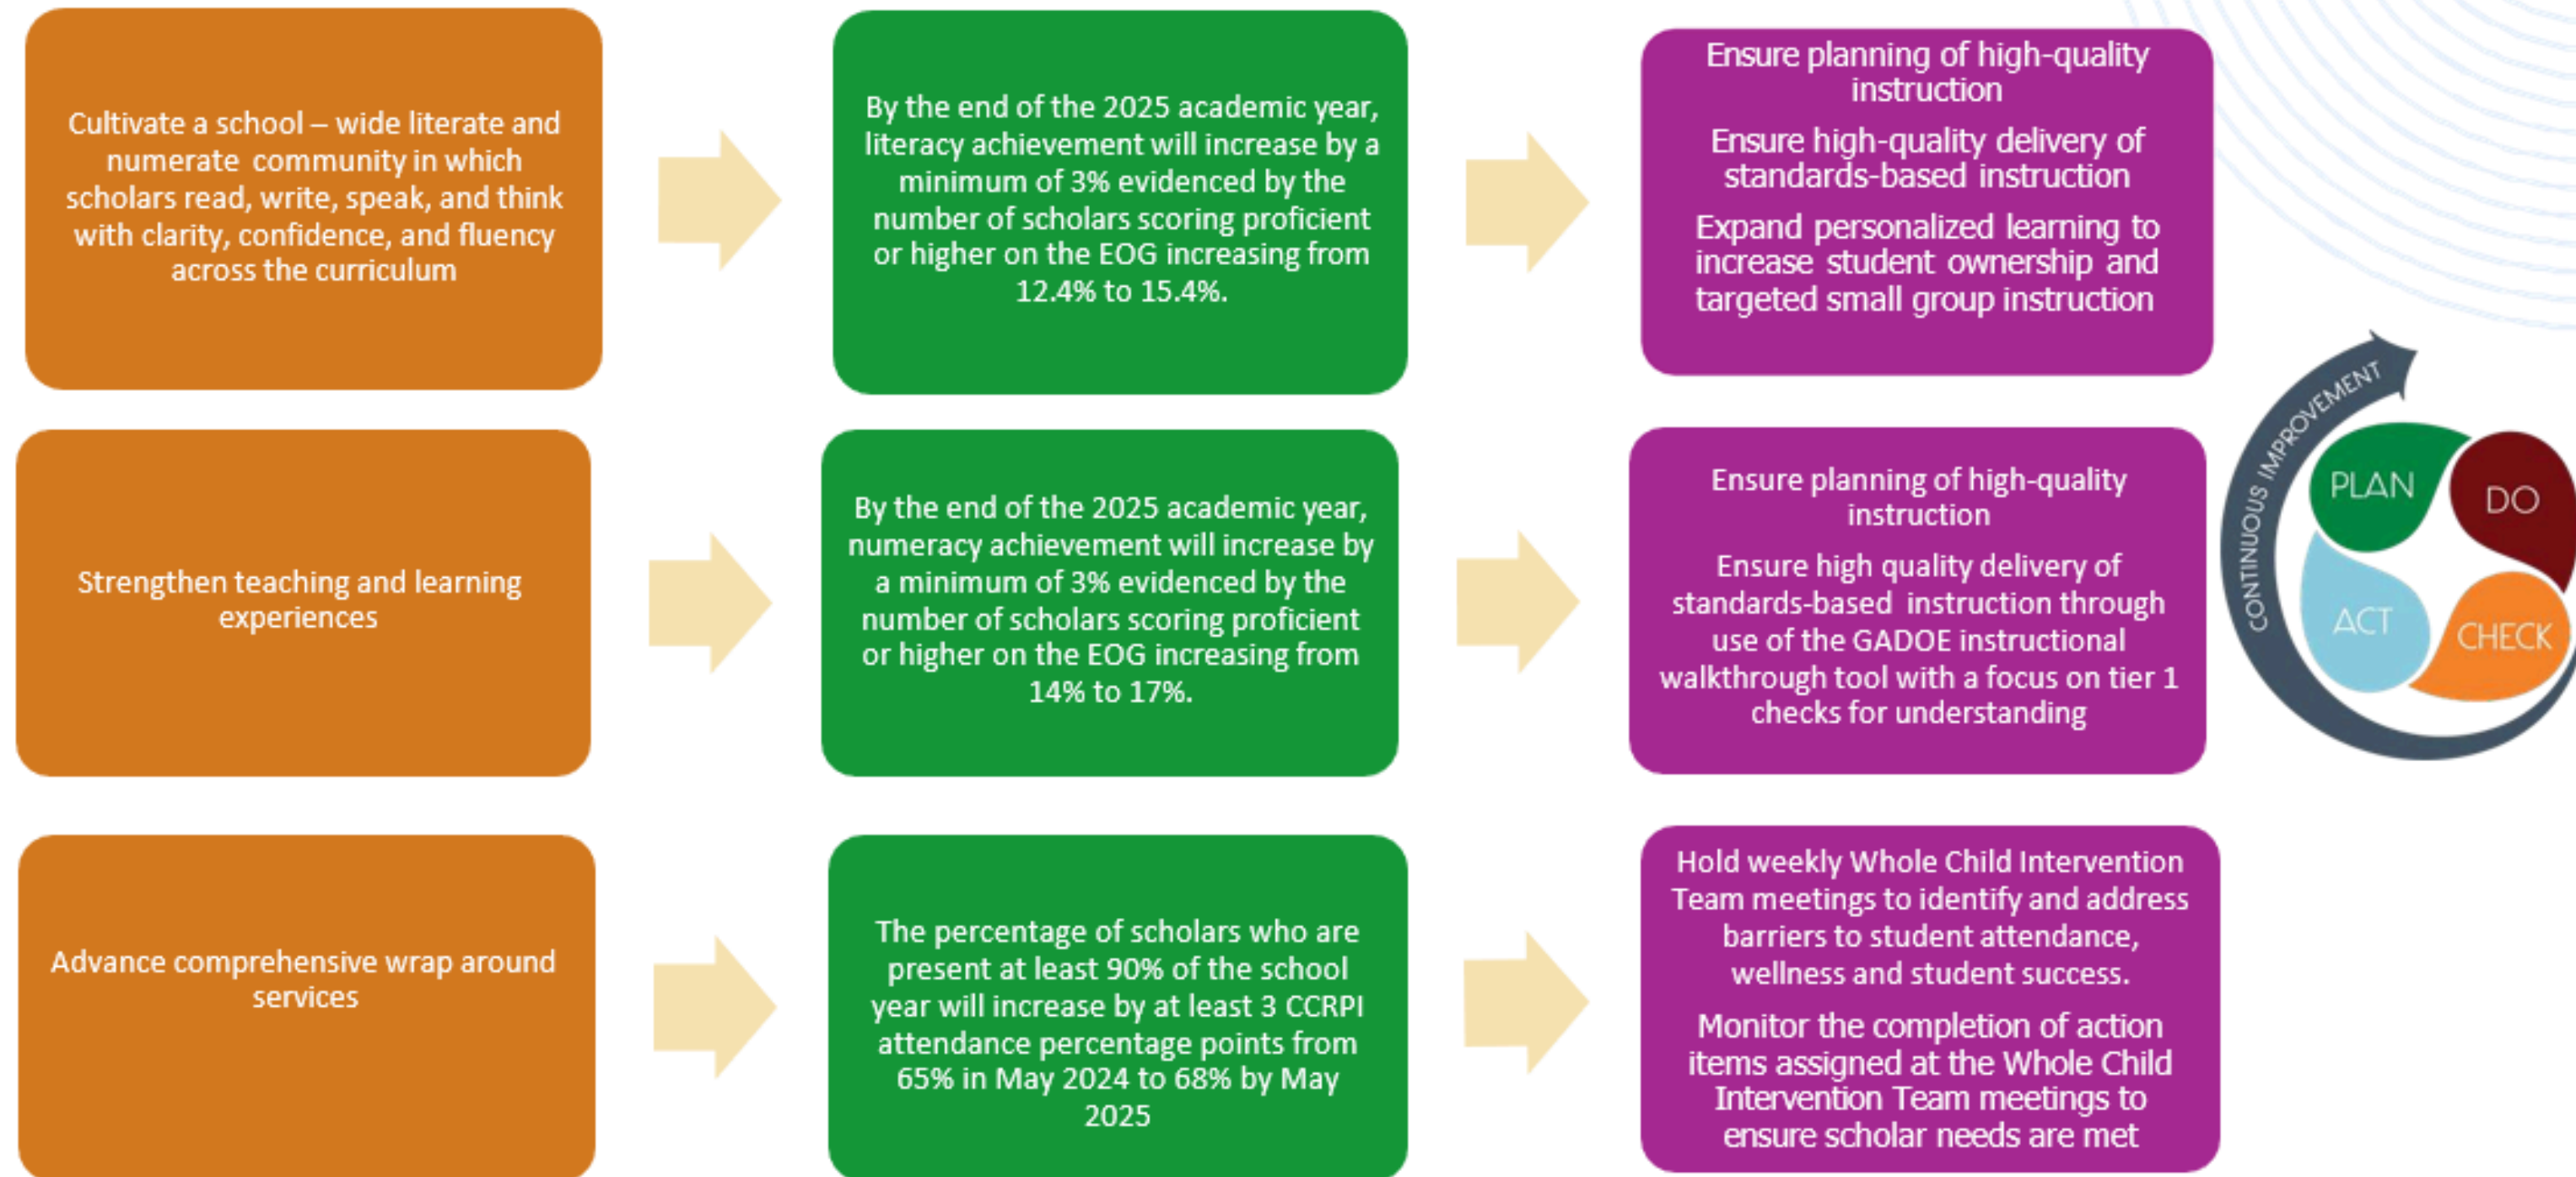 Cultivate a school – wide literate and
numerate community in which
scholars read, write, speak, and think
with clarity, confidence, and fluency
across the curriculum
By the end of the 2025 academic year,
literacy achievement will increase by a
minimum of 3% evidenced by the
number of scholars scoring proficient
or higher on the EOG increasing from
12.4% to 15.4%.
Ensure planning of high-quality
instruction
Ensure high-quality delivery of
standards-based instruction
Expand personalized learning to
increase student ownership and
targeted small group instruction
Strengthen teaching and learning
experiences
By the end of the 2025 academic year,
numeracy achievement will increase by
a minimum of 3% evidenced by the
number of scholars scoring proficient
or higher on the EOG increasing from
14% to 17%.
Ensure planning of high-quality
instruction
Ensure high quality delivery of
standards-based instruction through
use of the GADOE instructional
walkthrough tool with a focus on tier 1
checks for understanding
CONTINUOUS IMPROVEMENT
PLAN
DO
ACT
CHECK
Advance comprehensive wrap around
services
The percentage of scholars who are
present at least 90% of the school
year will increase by at least 3 CCRPI
attendance percentage points from
65% in May 2024 to 68% by May
2025
Hold weekly Whole Child Intervention
Team meetings to identify and address
barriers to student attendance,
wellness and student success.
Monitor the completion of action
items assigned at the Whole Child
Intervention Team meetings to
ensure scholar needs are met